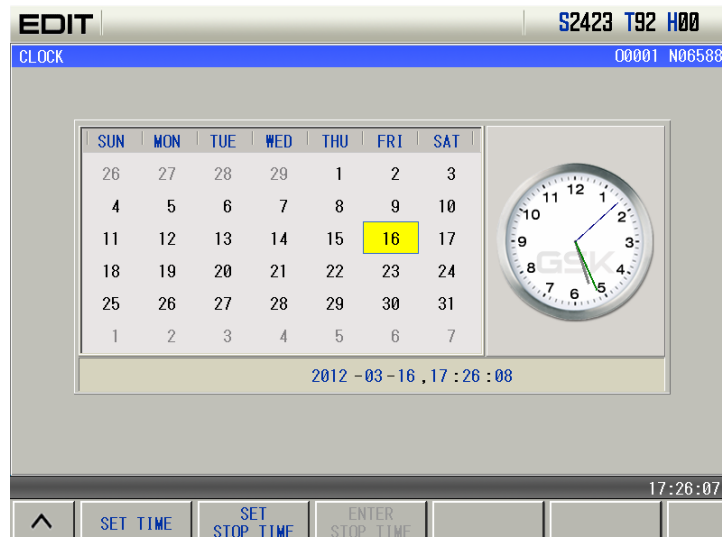 EDIT S2423 T92 H00
CLOCK O0001 N06588
SUN MON TUE WED THU FRI SAT
26 27 28 29 1 2 3
4 5 6 7 8 9 10
11 12 13 14 15 16 17
18 19 20 21 22 23 24
25 26 27 28 29 30 31
1 2 3 4 5 6 7
12
11 1
10 2
9 3
GSK
8 4
7 5
6
2012-03-16,17:26:08
17:26:07
SET TIME
SET
STOP TIME
ENTER
STOP TIME